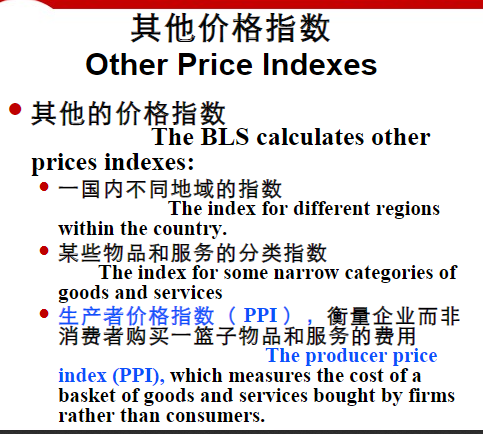 其他价格指数
Other Price Indexes
其他的价格指数
The BLS calculates other
prices indexes:
一国内不同地域的指数
The index for different regions
within the country.
某些物品和服务的分类指数
The index for some narrow categories of
goods and services
生产者价格指数（ PPI ），衡量企业而非
消费者购买一篮子物品和服务的费用
The producer price
index (PPI), which measures the cost of a
basket of goods and services bought by firms
rather than consumers.